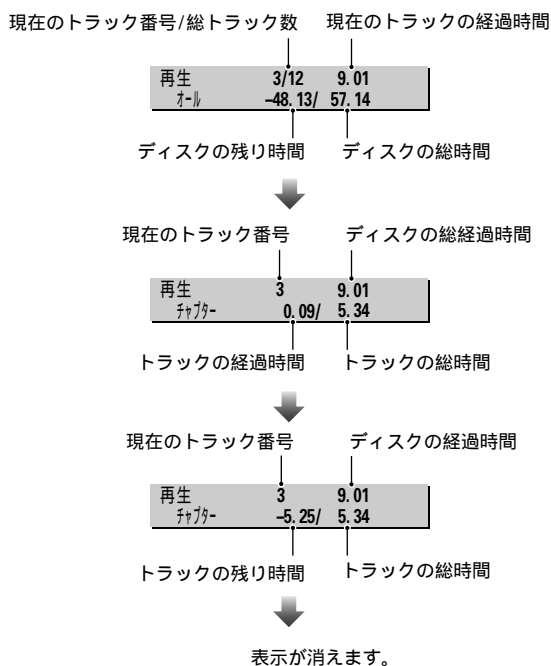 現在のトラック番号/総トラック数 現在のトラックの経過時間
再生 3/12 9.01
ｵｰﾙ –48.13/ 57.14
ディスクの残り時間 ディスクの総時間
現在のトラック番号 ディスクの総経過時間
再生 3 9.01
ﾁｬﾌﾟﾀｰ 0.09/ 5.34
トラックの経過時間 トラックの総時間
現在のトラック番号 ディスクの経過時間
再生 3 9.01
ﾁｬﾌﾟﾀｰ –5.25/ 5.34
トラックの残り時間 トラックの総時間
表示が消えます。